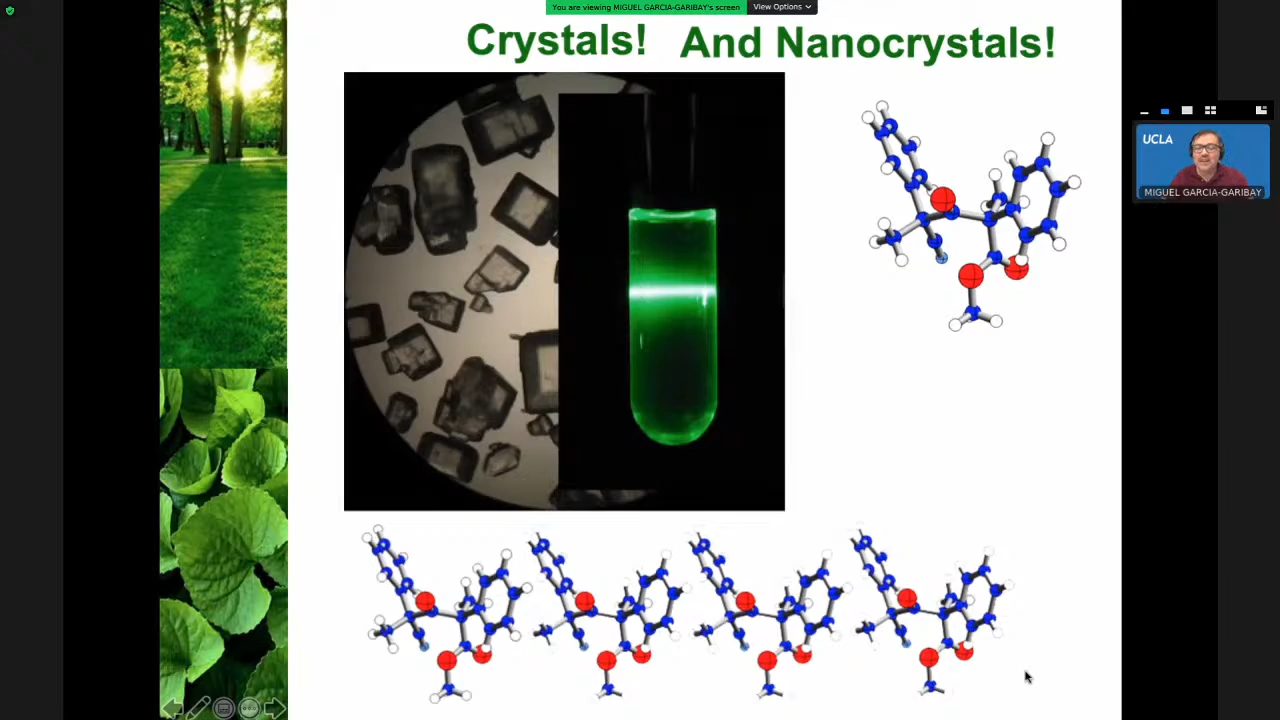 You are viewing MIGUEL GARCIA-GARIBAY's screen
View Options
Crystals! And Nanocrystals!
UCLA
MIGUEL GARCIA-GARIBAY